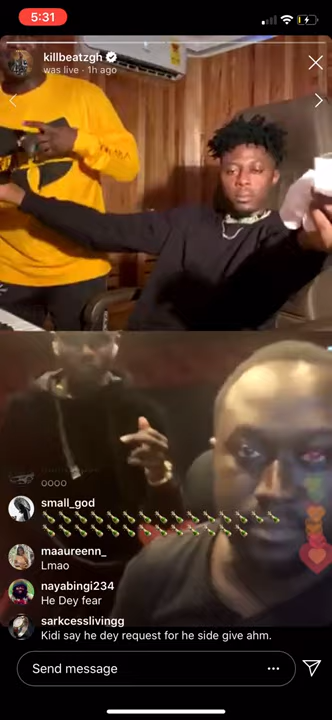 5:31
killbeatzgh
was live · 1h ago
oooo
small_god
maaureenn_
Lmao
nayabingi234
He Dey fear
sarkcesslivingg
Kidi say he dey request for he side give ahm.
Send message